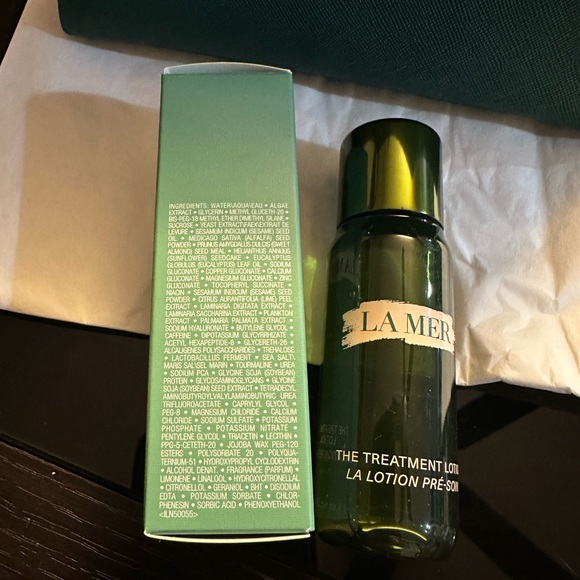 INGREDIENTS: WATER\AQUA\EAU • ALGAE
EXTRACT • GLYCERIN • METHYL GLUCETH-20 •
BIS-PEG-18 METHYL ETHER DIMETHYL SILANE •
SUCROSE • YEAST EXTRACT\FAEX\EXTRAIT DE
LEVURE • SESAMUM INDICUM (SESAME) SEED
OIL • MEDICAGO SATIVA (ALFALFA) SEED
POWDER • PRUNUS AMYGDALUS DULCIS (SWEET
ALMOND) SEED MEAL • HELIANTHUS ANNUUS
(SUNFLOWER) SEEDCAKE • EUCALYPTUS
GLOBULUS (EUCALYPTUS) LEAF OIL • SODIUM
GLUCONATE • COPPER GLUCONATE • CALCIUM
GLUCONATE • MAGNESIUM GLUCONATE • ZINC
GLUCONATE • TOCOPHERYL SUCCINATE •
NIACIN • SESAMUM INDICUM (SESAME) SEED
POWDER • CITRUS AURANTIFOLIA (LIME) PEEL
EXTRACT • LAMINARIA DIGITATA EXTRACT •
LAMINARIA SACCHARINA EXTRACT • PLANKTON
EXTRACT • PALMARIA PALMATA EXTRACT •
SODIUM HYALURONATE • BUTYLENE GLYCOL •
CAFFEINE • DIPOTASSIUM GLYCYRRHIZATE •
ACETYL HEXAPEPTIDE-8 • GLYCERETH-26 •
ALCALIGENES POLYSACCHARIDES • TREHALOSE
• LACTOBACILLUS FERMENT • SEA SALT\
MARIS SAL\SEL MARIN • TOURMALINE • UREA
• SODIUM PCA • GLYCINE SOJA (SOYBEAN)
PROTEIN • GLYCOSAMINOGLYCANS • GLYCINE
SOJA (SOYBEAN) SEED EXTRACT • TETRADECYL
AMINOBUTYROYLVALYLAMINOBUTYRIC UREA
TRIFLUOROACETATE • CAPRYLYL GLYCOL •
PEG-8 • MAGNESIUM CHLORIDE • CALCIUM
CHLORIDE • SODIUM SULFATE • POTASSIUM
PHOSPHATE • POTASSIUM NITRATE •
PENTYLENE GLYCOL • TRIACETIN • LECITHIN •
PPG-5-CETETH-20 • JOJOBA WAX PEG-120
ESTERS • POLYSORBATE 20 • POLYQUA-
TERNIUM-51 • HYDROXYPROPYL CYCLODEXTRIN
• ALCOHOL DENAT. • FRAGRANCE (PARFUM) •
LIMONENE • LINALOOL • HYDROXYCITRONELLAL
• CITRONELLOL • GERANIOL • BHT • DISODIUM
EDTA • POTASSIUM SORBATE • CHLOR-
PHENESIN • SORBIC ACID • PHENOXYETHANOL
<ILN50055>
LA MER
THE TREATMENT LOTIO
LA LOTION PRÉ-SOIN